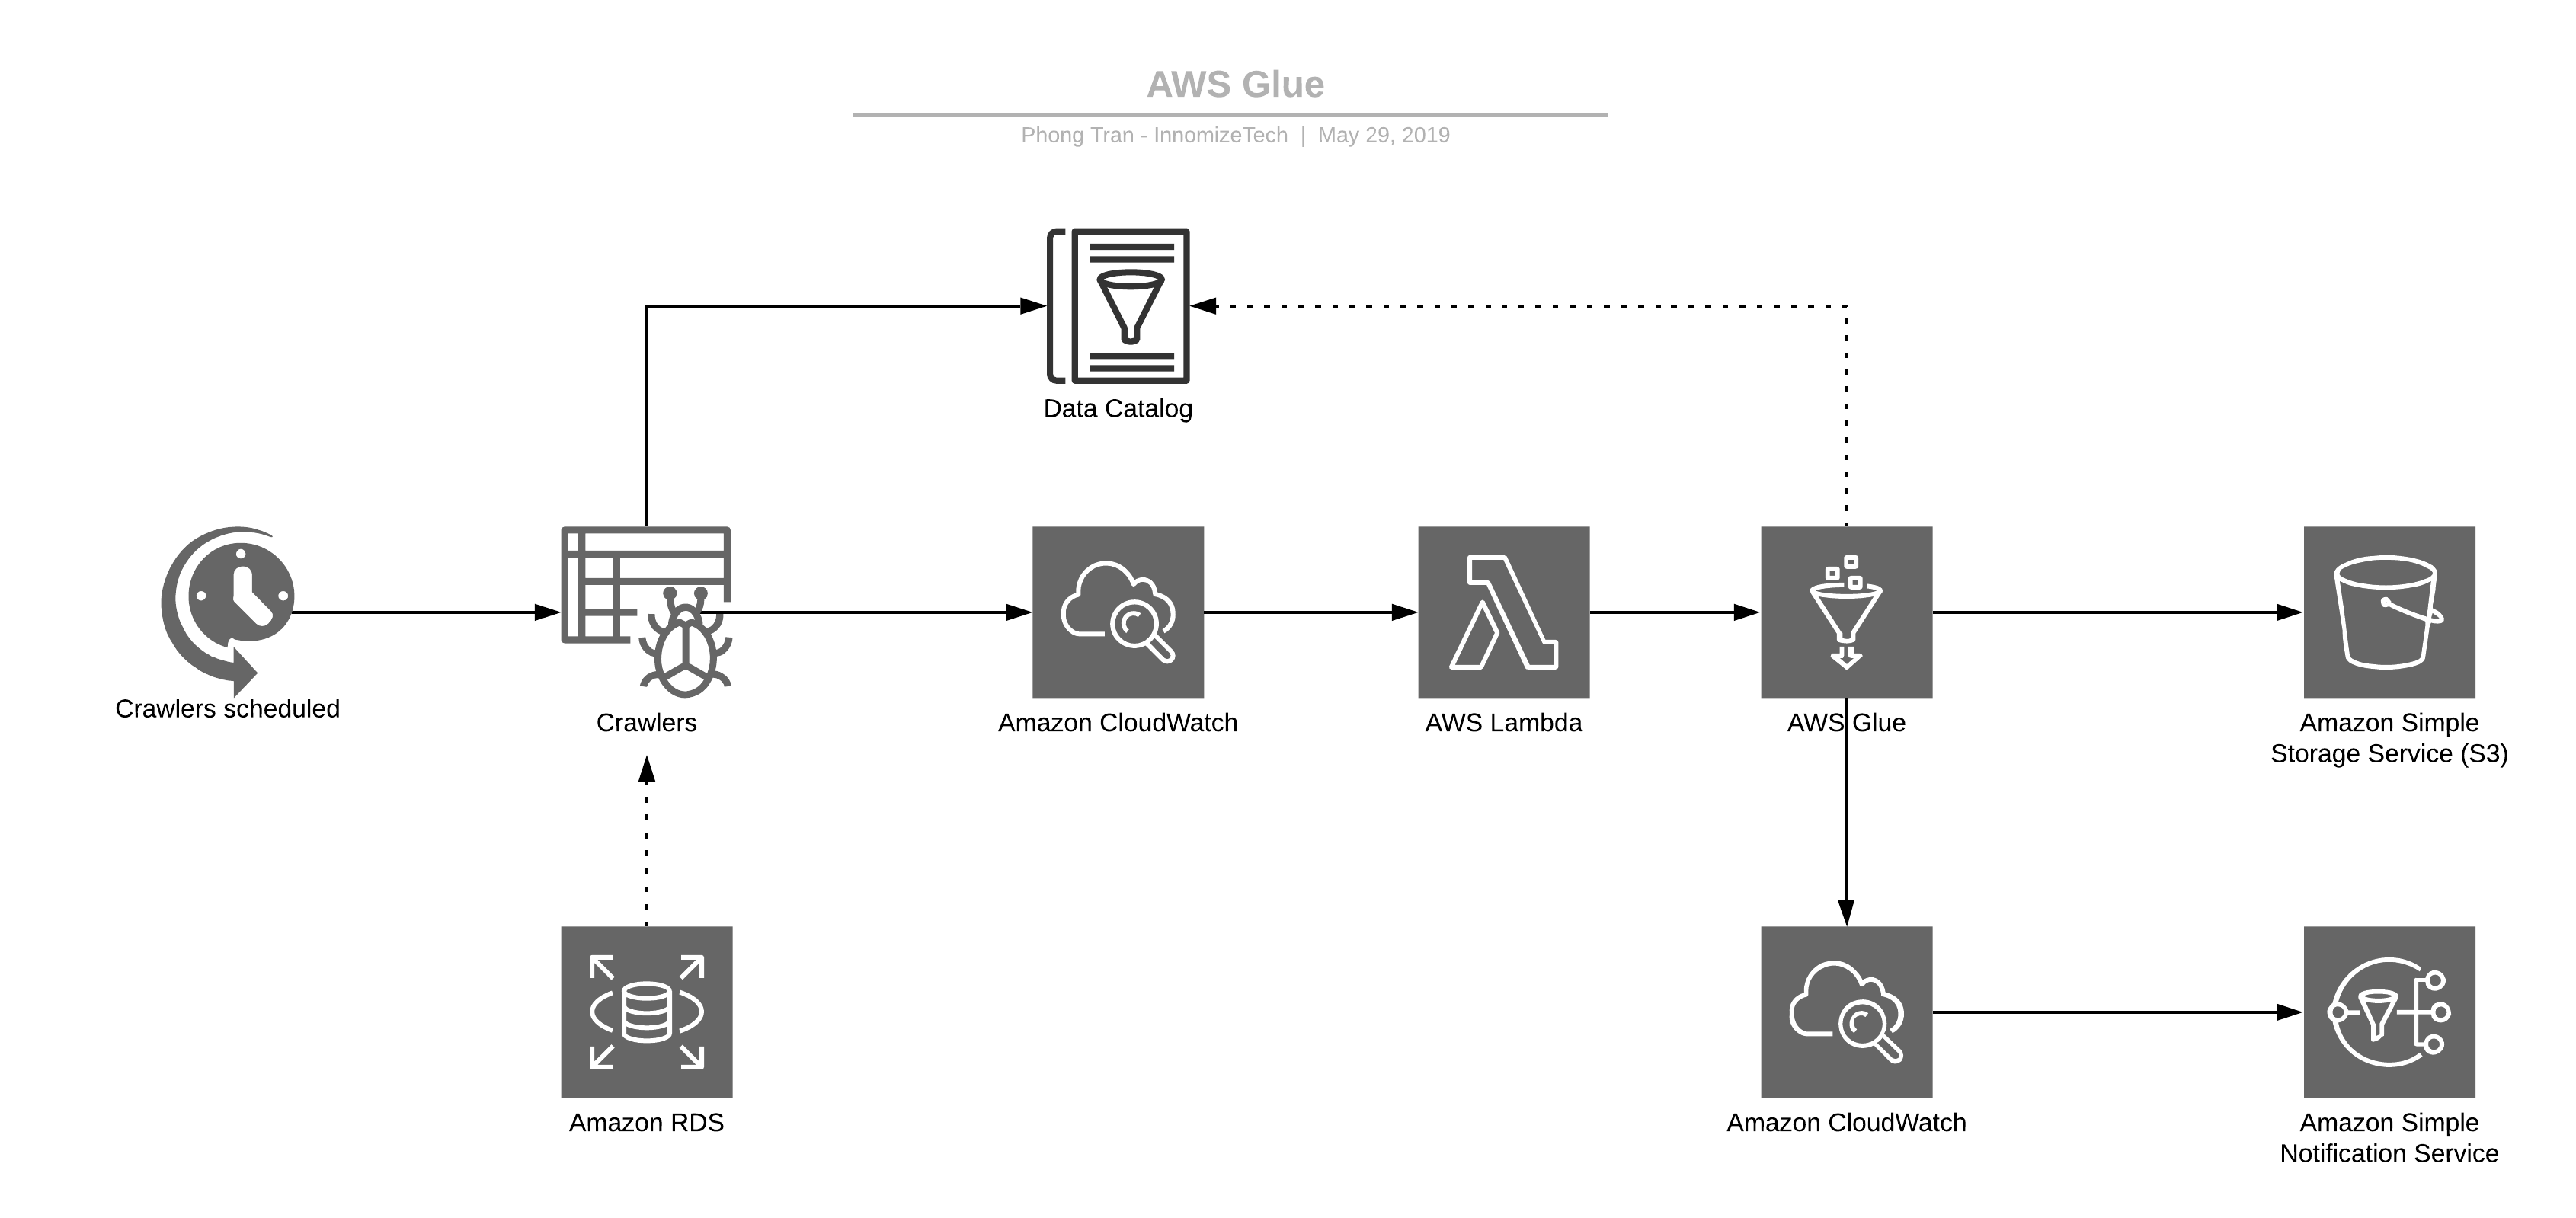 AWS Glue
Phong Tran - InnomizeTech | May 29, 2019
Data Catalog
Crawlers scheduled
Crawlers
Amazon CloudWatch
AWS Lambda
AWS Glue
Amazon Simple
Storage Service (S3)
Amazon RDS
Amazon CloudWatch
Amazon Simple
Notification Service